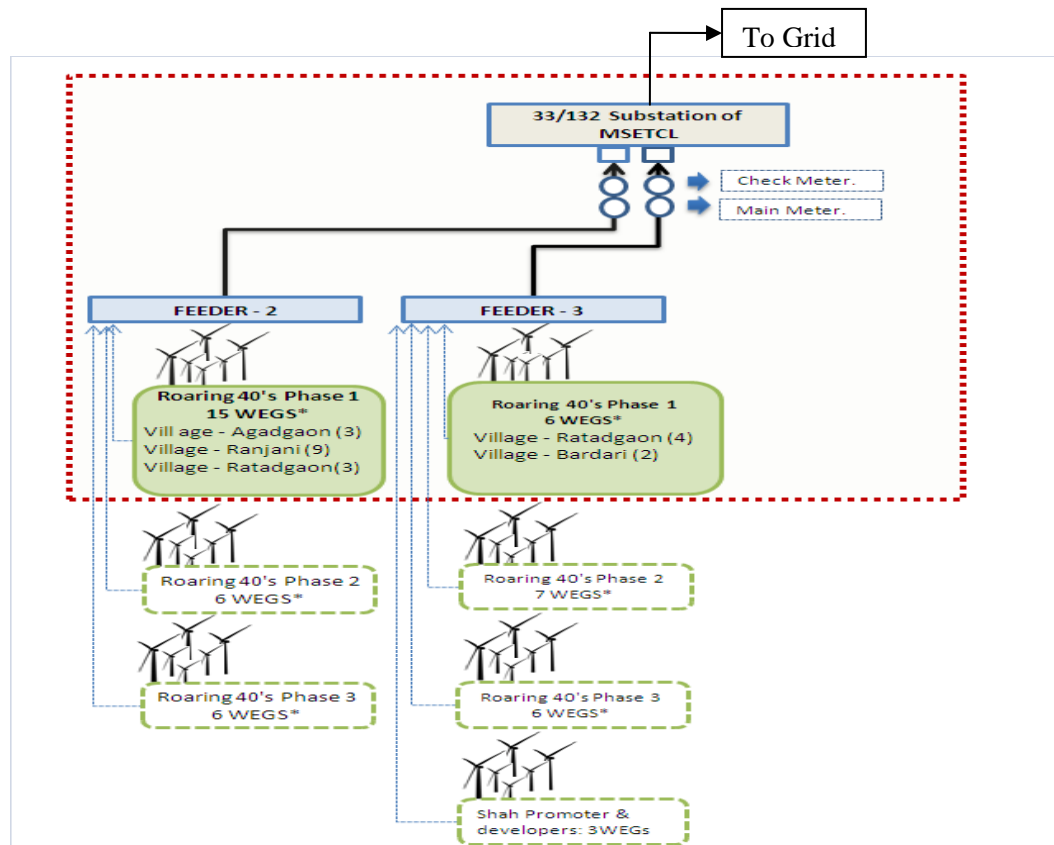 To Grid
33/132 Substation of
MSETCL
Check Meter.
Main Meter.
FEEDER - 2
FEEDER - 3
Roaring 40's Phase 1
15 WEGS*
Village - Agadgaon (3)
Village - Ranjani (9)
Village - Ratadgaon(3)
Roaring 40's Phase 1
6 WEGS*
Village - Ratadgaon (4)
Village - Bardari (2)
Roaring 40's Phase 2
6 WEGS*
Roaring 40's Phase 2
7 WEGS*
Roaring 40's Phase 3
6 WEGS*
Roaring 40's Phase 3
6 WEGS*
Shah Promoter &
developers: 3WEGs